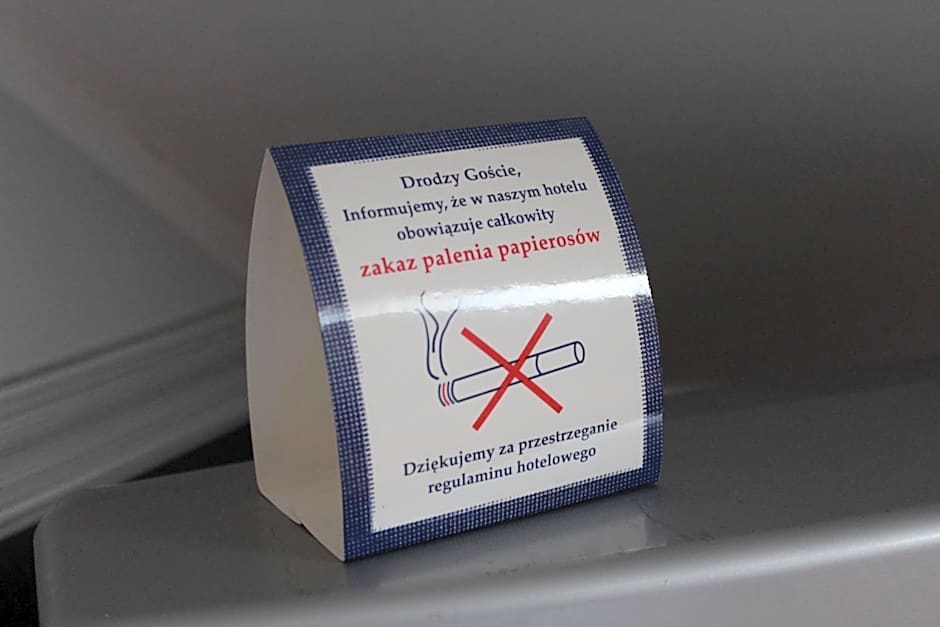 Drodzy Goście,
Informujemy, że w naszym hotelu
obowiązuje całkowity
zakaz palenia papierosów
Dziękujemy za przestrzeganie
regulaminu hotelowego